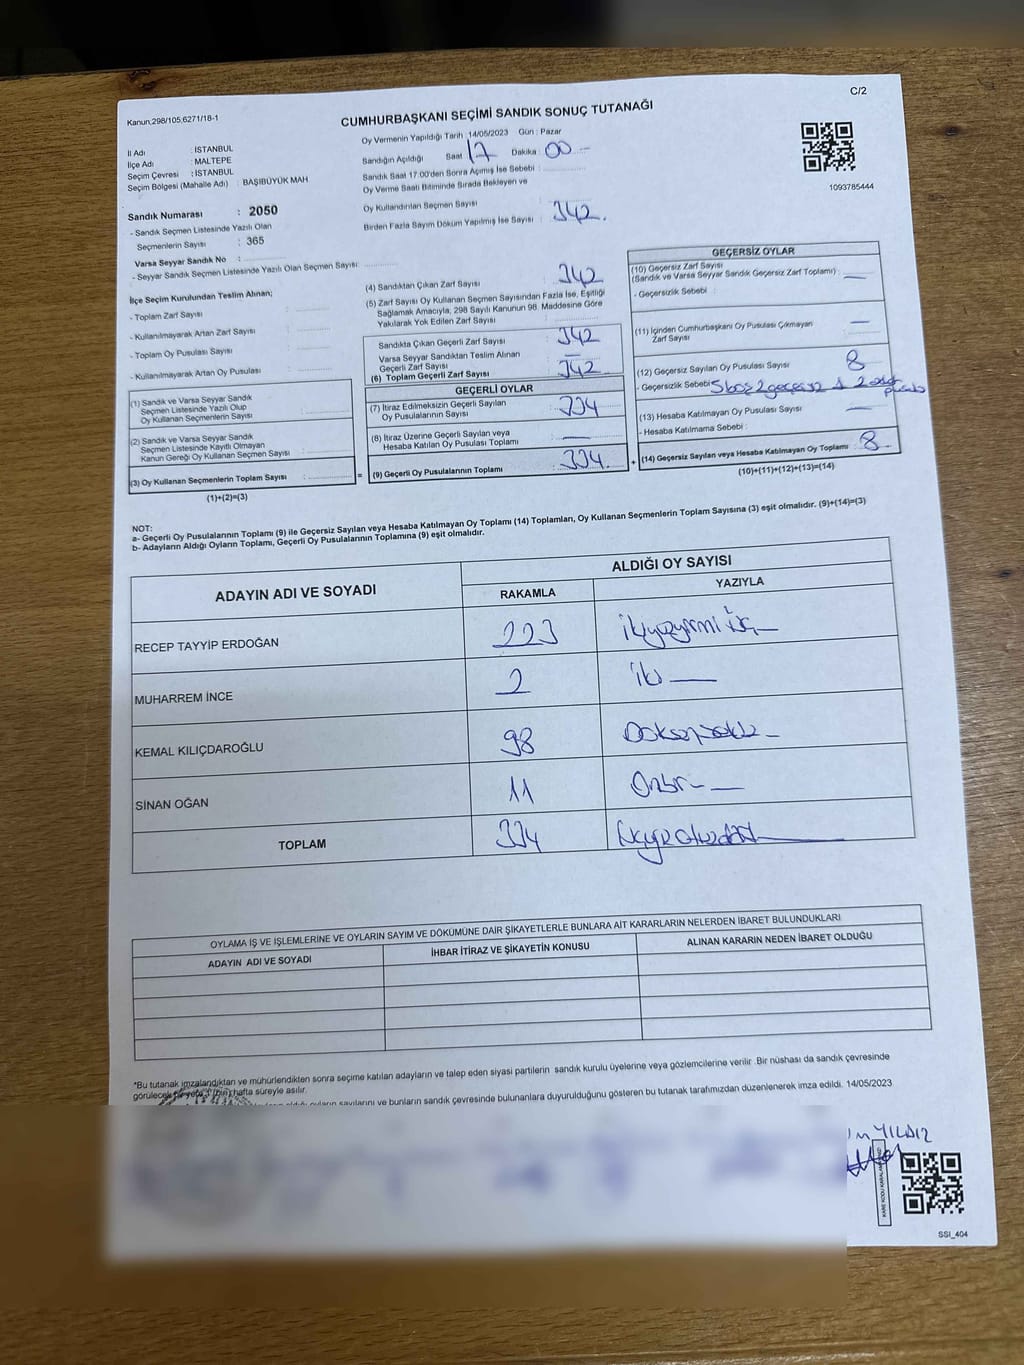 C/2
Kanun;298/105;6271/18-1
CUMHURBAŞKANI SEÇİMİ SANDIK SONUÇ TUTANAĞI
Oy Vermenin Yapıldığı Tarih : 14/05/2023 Gün : Pazar
İl Adı : İSTANBUL
İlçe Adı : MALTEPE
Seçim Çevresi : İSTANBUL
Seçim Bölgesi (Mahalle Adı) : BAŞIBÜYÜK MAH
Sandığın Açıldığı Saat : 17 Dakika : 00
Sandık Saat 17:00'den Sonra Açımış İse Sebebi :
Oy Verme Saati Bitiminde Sırada Bekleyen ve
Oy Kullandırılan Seçmen Sayısı :
Birden Fazla Sayım Döküm Yapılmış İse Sayısı : 342.
1093785444
Sandık Numarası : 2050
- Sandık Seçmen Listesinde Yazılı Olan
Seçmenlerin Sayısı : 365
Varsa Seyyar Sandık No :
- Seyyar Sandık Seçmen Listesinde Yazılı Olan Seçmen Sayısı:
İlçe Seçim Kurulundan Teslim Alınan;
- Toplam Zarf Sayısı :
- Kullanılmayarak Artan Zarf Sayısı :
- Toplam Oy Pusulası Sayısı :
- Kullanılmayarak Artan Oy Pusulası :
(1) Sandık ve Varsa Seyyar Sandık
Seçmen Listesinde Yazılı Olup
Oy Kullanan Seçmenlerin Sayısı :
(2) Sandık ve Varsa Seyyar Sandık
Seçmen Listesinde Kayıtlı Olmayan
Kanun Gereği Oy Kullanan Seçmen Sayısı :
(3) Oy Kullanan Seçmenlerin Toplam Sayısı :
(1)+(2)=(3)
(4) Sandıktan Çıkan Zarf Sayısı : 342
(5) Zarf Sayısı Oy Kullanan Seçmen Sayısından Fazla İse, Eşitliği
Sağlamak Amacıyla; 298 Sayılı Kanunun 98. Maddesine Göre
Yakılarak Yok Edilen Zarf Sayısı :
Sandıkta Çıkan Geçerli Zarf Sayısı : 342
Varsa Seyyar Sandıktan Teslim Alınan
Geçerli Zarf Sayısı :
(6) Toplam Geçerli Zarf Sayısı : 342
GEÇERLİ OYLAR
(7) İtiraz Edilmeksizin Geçerli Sayılan
Oy Pusulalarının Sayısı : 334
(8) İtiraz Üzerine Geçerli Sayılan veya
Hesaba Katılan Oy Pusulası Toplamı :
= (9) Geçerli Oy Pusulalarının Toplamı : 334
GEÇERSİZ OYLAR
(10) Geçersiz Zarf Sayısı
(Sandık ve Varsa Seyyar Sandık Geçersiz Zarf Toplamı) :
- Geçersizlik Sebebi :
(11) İçinden Cumhurbaşkanı Oy Pusulası Çıkmayan
Zarf Sayısı :
(12) Geçersiz Sayılan Oy Pusulası Sayısı : 8
- Geçersizlik Sebebi: 5 boş 2 geçersiz 1
(13) Hesaba Katılmayan Oy Pusulası Sayısı :
- Hesaba Katılmama Sebebi :
+ (14) Geçersiz Sayılan veya Hesaba Katılmayan Oy Toplamı : 8
(10)+(11)+(12)+(13)=(14)
NOT:
a- Geçerli Oy Pusulalarının Toplamı (9) ile Geçersiz Sayılan veya Hesaba Katılmayan Oy Toplamı (14) Toplamları, Oy Kullanan Seçmenlerin Toplam Sayısına (3) eşit olmalıdır. (9)+(14)=(3)
b- Adayların Aldığı Oyların Toplamı, Geçerli Oy Pusulalarının Toplamına (9) eşit olmalıdır.
ADAYIN ADI VE SOYADI
ALDIĞI OY SAYISI
RAKAMLA YAZIYLA
RECEP TAYYİP ERDOĞAN 223 ikiyüzyirmi üç
MUHARREM İNCE 2 iki
KEMAL KILIÇDAROĞLU 98 Doksansekiz
SİNAN OĞAN 11 Onbir
TOPLAM 334 üçyüzotuzdört
OYLAMA İŞ VE İŞLEMLERİNE VE OYLARIN SAYIM VE DÖKÜMÜNE DAİR ŞİKAYETLERLE BUNLARA AİT KARARLARIN NELERDEN İBARET BULUNDUKLARI
ADAYIN ADI VE SOYADI İHBAR İTİRAZ VE ŞİKAYETİN KONUSU ALINAN KARARIN NEDEN İBARET OLDUĞU
*Bu tutanak imzalandıktan ve mühürlendikten sonra seçime katılan adayların ve talep eden siyasi partilerin sandık kurulu üyelerine veya gözlemcilerine verilir .Bir nüshası da sandık çevresinde
görülecek bir yere 1 (bir) hafta süreyle asılır.
oyların sayılarını ve bunların sandık çevresinde bulunanlara duyurulduğunu gösteren bu tutanak tarafımızdan düzenlenerek imza edildi. 14/05/2023
YILDIZ
SSI_404